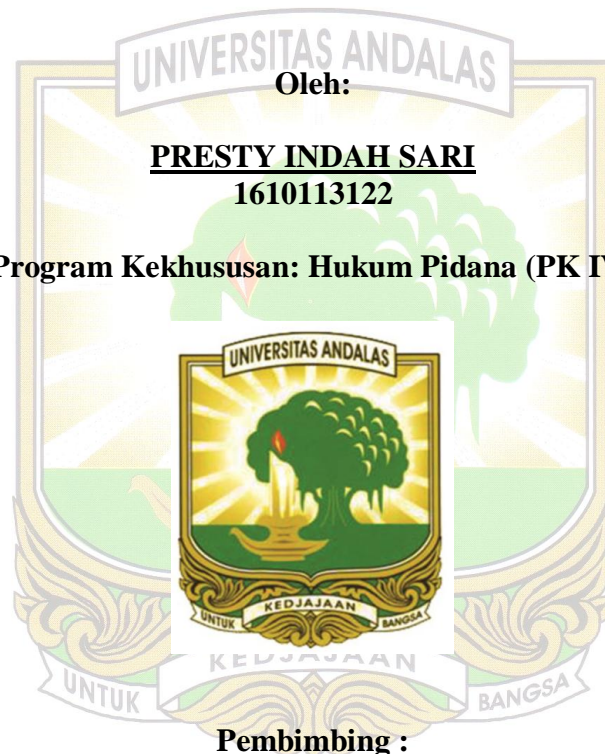 UNIVERSITAS ANDALAS
Oleh:
PRESTY INDAH SARI
1610113122
Program Kekhususan: Hukum Pidana (PK IV
UNIVERSITAS ANDALAS
UNTUK KEDJAJAAN BANGSA
UNTUK KEDJAJAAN BANGSA
Pembimbing :